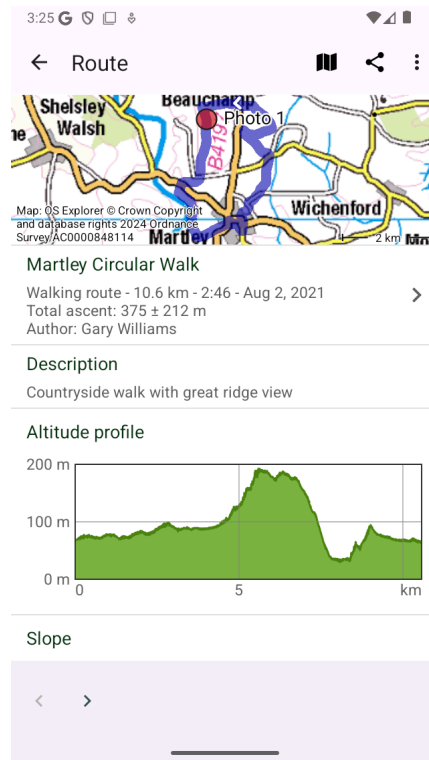 3:25
Route
Shelsley
Walsh
Beauchamp
Photo 1
B419
Wichenford
Martley
Map: OS Explorer © Crown Copyright
and database rights 2024 Ordnance
Survey AC0000848114
2 km
Martley Circular Walk
Walking route - 10.6 km - 2:46 - Aug 2, 2021
Total ascent: 375 ± 212 m
Author: Gary Williams
Description
Countryside walk with great ridge view
Altitude profile
200 m
100 m
0 m
0 5 km
Slope